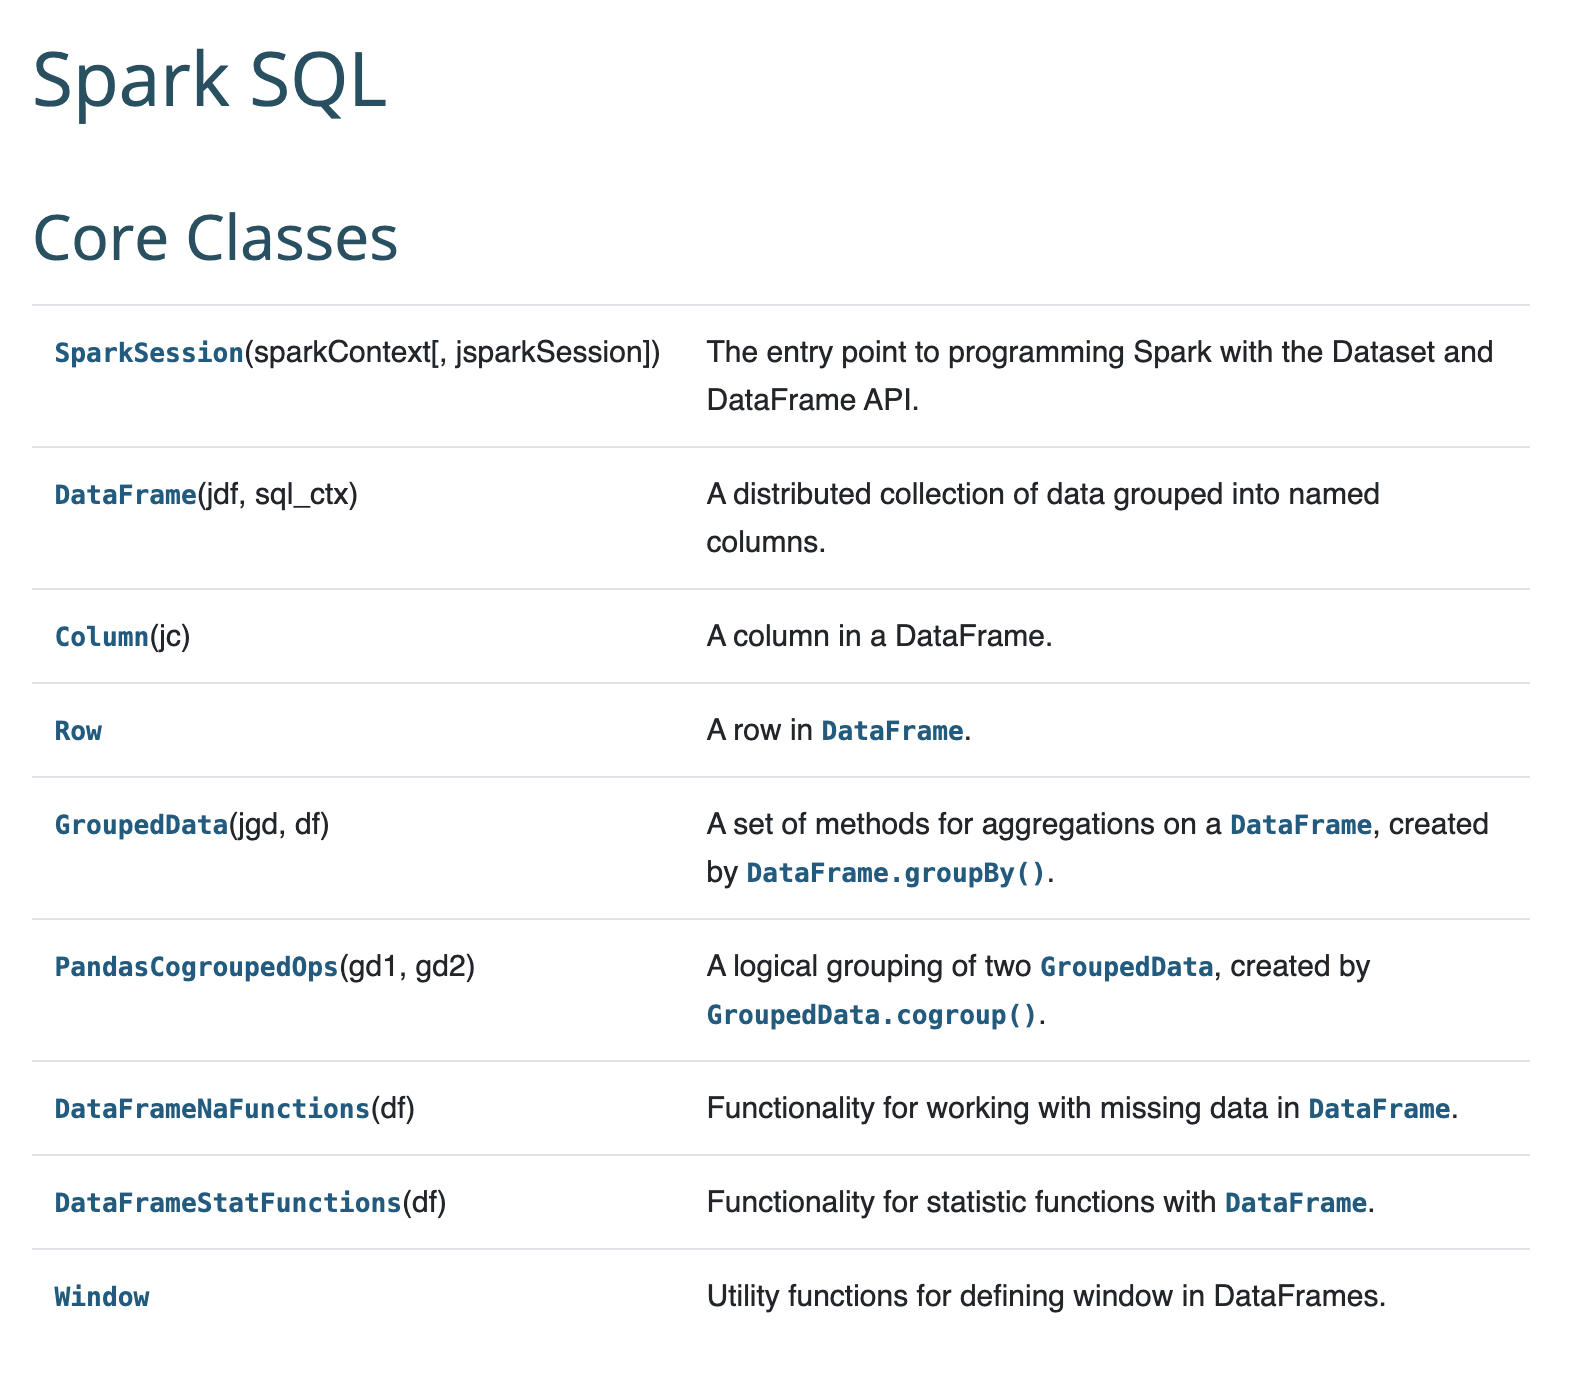 Spark SQL
Core Classes
SparkSession(sparkContext[, jsparkSession])
The entry point to programming Spark with the Dataset and
DataFrame API.
DataFrame(jdf, sql_ctx)
A distributed collection of data grouped into named
columns.
Column(jc)
A column in a DataFrame.
Row
A row in DataFrame.
GroupedData(jgd, df)
A set of methods for aggregations on a DataFrame, created
by DataFrame.groupBy().
PandasCogroupedOps(gd1, gd2)
A logical grouping of two GroupedData, created by
GroupedData.cogroup().
DataFrameNaFunctions(df)
Functionality for working with missing data in DataFrame.
DataFrameStatFunctions(df)
Functionality for statistic functions with DataFrame.
Window
Utility functions for defining window in DataFrames.